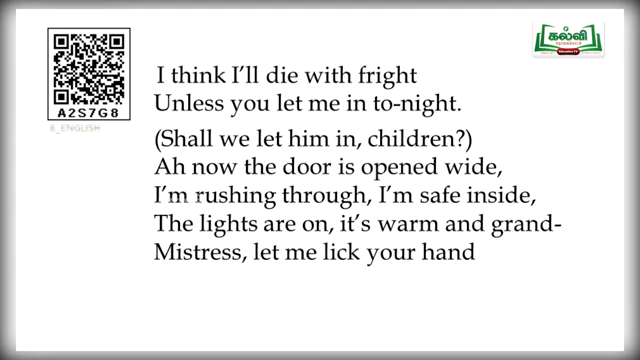 கல்வி
A2S7G8
8_ENGLISH
I think I'll die with fright
Unless you let me in to-night.
(Shall we let him in, children?)
Ah now the door is opened wide,
I'm rushing through, I'm safe inside,
The lights are on, it's warm and grand-
Mistress, let me lick your hand